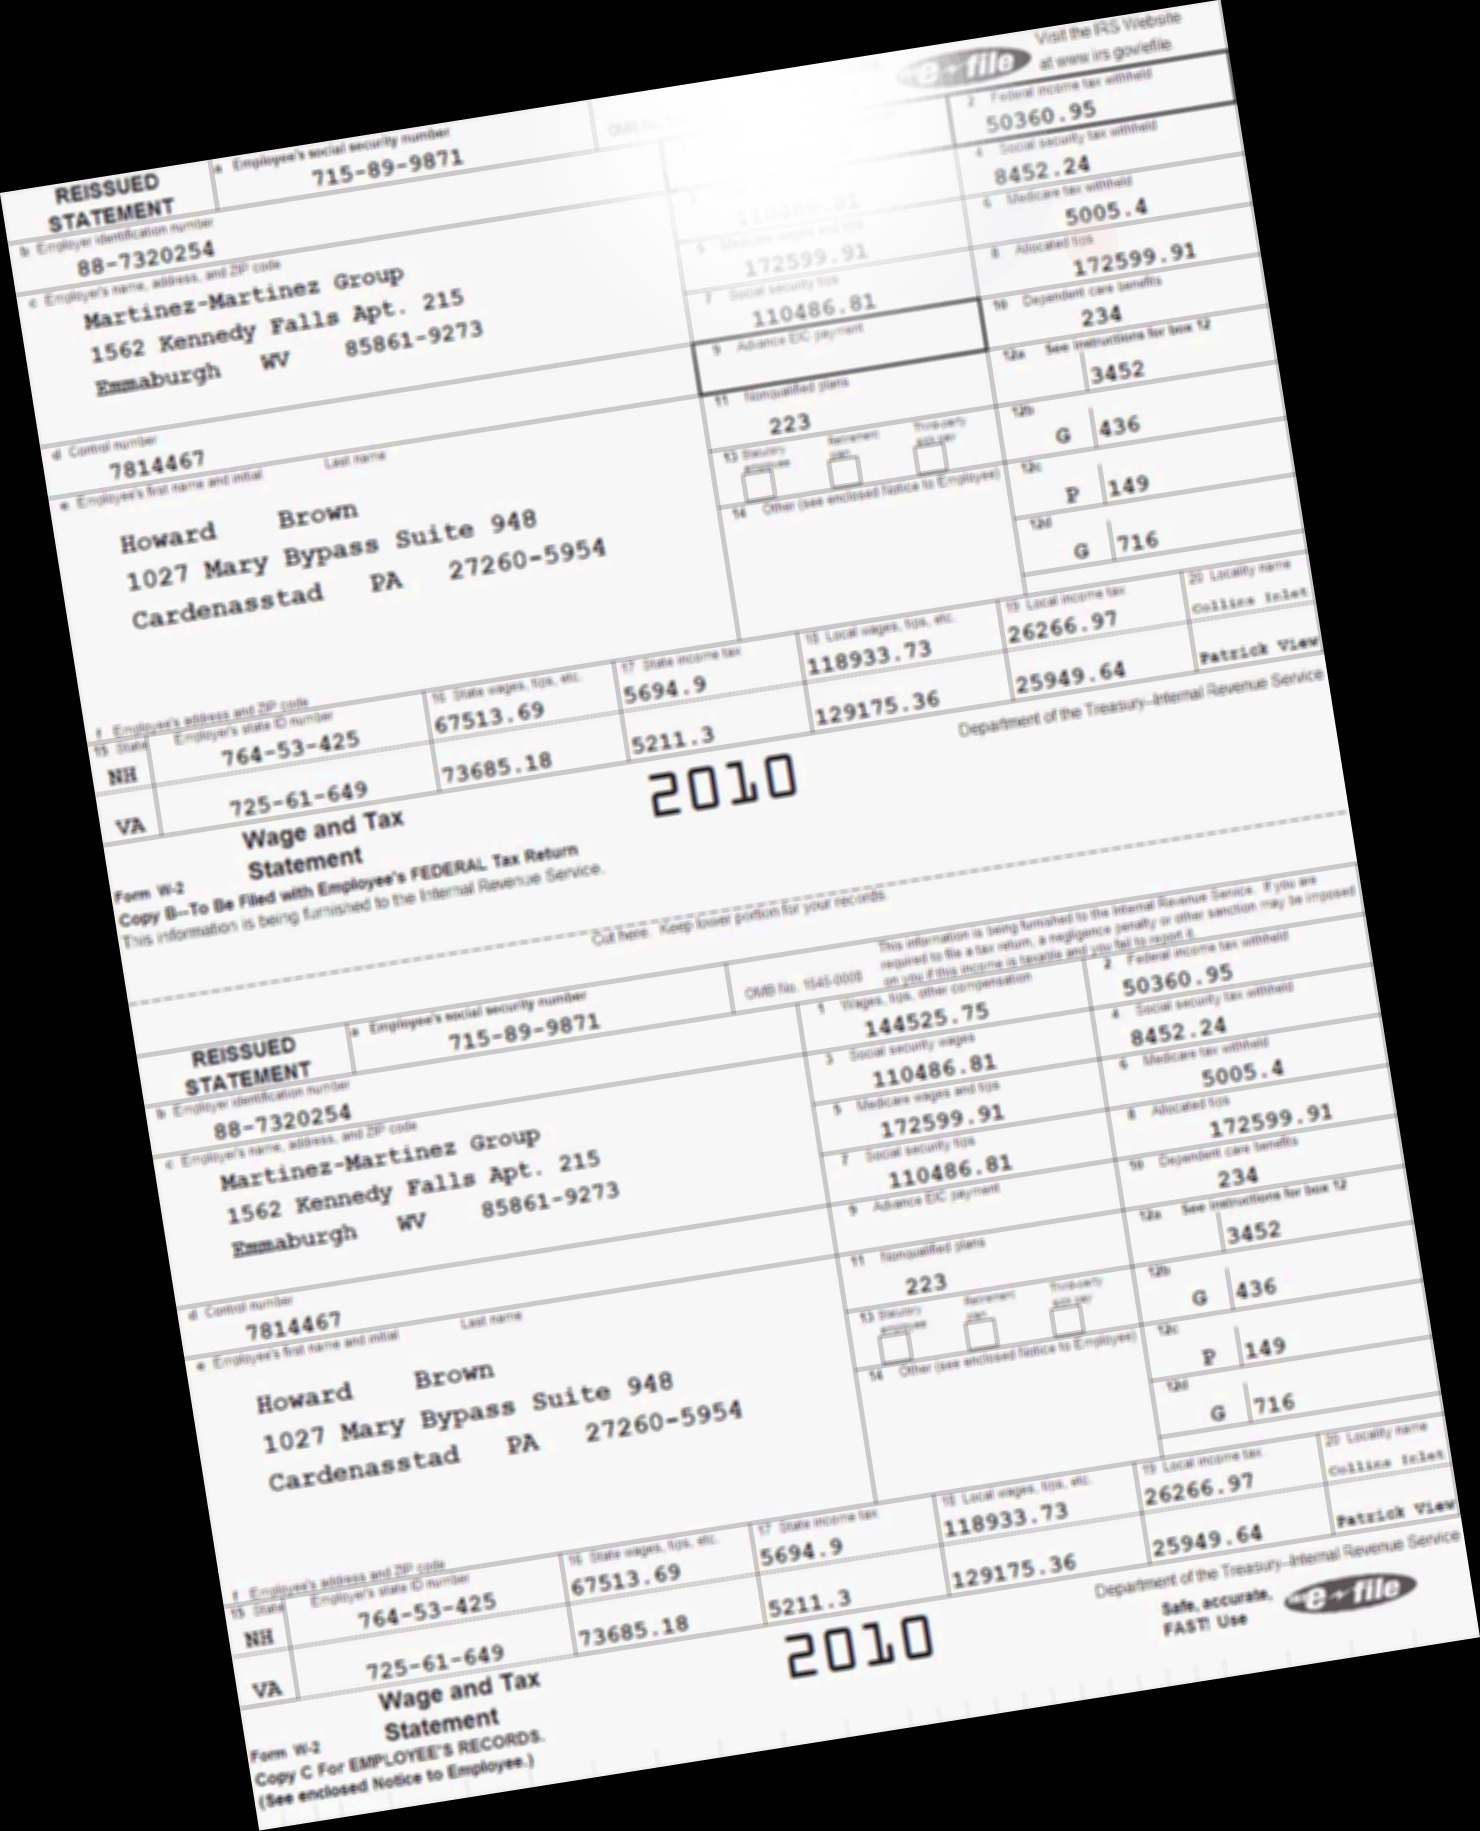 Visit the IRS Website
e-file at www.irs.gov/efile.
REISSUED STATEMENT
a Employee's social security number
715-89-9871
2 Federal income tax withheld
50360.95
4 Social security tax withheld
8452.24
b Employer identification number
88-7320254
110486.81
6 Medicare tax withheld
5005.4
c Employer's name, address, and ZIP code
Martinez-Martinez Group
1562 Kennedy Falls Apt. 215
Emmaburgh WV 85861-9273
5 Medicare wages and tips
172599.91
8 Allocated tips
172599.91
7 Social security tips
110486.81
10 Dependent care benefits
234
9 Advance EIC payment
12a See instructions for box 12
3452
d Control number
7814467
11 Nonqualified plans
223
12b
G 436
e Employee's first name and initial Last name
13 Statutory employee Retirement plan Third-party sick pay
12c
P 149
Howard Brown
1027 Mary Bypass Suite 948
Cardenasstad PA 27260-5954
14 Other (see enclosed Notice to Employee)
12d
G 716
f Employee's address and ZIP code
15 State Employer's state ID number 16 State wages, tips, etc. 17 State income tax 18 Local wages, tips, etc. 19 Local income tax 20 Locality name
NH 764-53-425 67513.69 5694.9 118933.73 26266.97 Collins Inlet
VA 725-61-649 73685.18 5211.3 129175.36 25949.64 Patrick View
Form W-2 Wage and Tax Statement
2010
Department of the Treasury--Internal Revenue Service
Copy B--To Be Filed with Employee's FEDERAL Tax Return
This information is being furnished to the Internal Revenue Service.
Cut here. Keep lower portion for your records.
This information is being furnished to the Internal Revenue Service. If you are
required to file a tax return, a negligence penalty or other sanction may be imposed
on you if this income is taxable and you fail to report it.
REISSUED STATEMENT
a Employee's social security number
715-89-9871
OMB No. 1545-0008
1 Wages, tips, other compensation
144525.75
2 Federal income tax withheld
50360.95
3 Social security wages
110486.81
4 Social security tax withheld
8452.24
b Employer identification number
88-7320254
5 Medicare wages and tips
172599.91
6 Medicare tax withheld
5005.4
c Employer's name, address, and ZIP code
Martinez-Martinez Group
1562 Kennedy Falls Apt. 215
Emmaburgh WV 85861-9273
7 Social security tips
110486.81
8 Allocated tips
172599.91
9 Advance EIC payment
10 Dependent care benefits
234
12a See instructions for box 12
3452
d Control number
7814467
11 Nonqualified plans
223
12b
G 436
e Employee's first name and initial Last name
13 Statutory employee Retirement plan Third-party sick pay
12c
P 149
Howard Brown
1027 Mary Bypass Suite 948
Cardenasstad PA 27260-5954
14 Other (see enclosed Notice to Employee)
12d
G 716
f Employee's address and ZIP code
15 State Employer's state ID number 16 State wages, tips, etc. 17 State income tax 18 Local wages, tips, etc. 19 Local income tax 20 Locality name
NH 764-53-425 67513.69 5694.9 118933.73 26266.97 Collins Inlet
VA 725-61-649 73685.18 5211.3 129175.36 25949.64 Patrick View
Form W-2 Wage and Tax Statement
2010
Department of the Treasury--Internal Revenue Service
Safe, accurate,
FAST! Use e-file
Copy C For EMPLOYEE'S RECORDS.
(See enclosed Notice to Employee.)